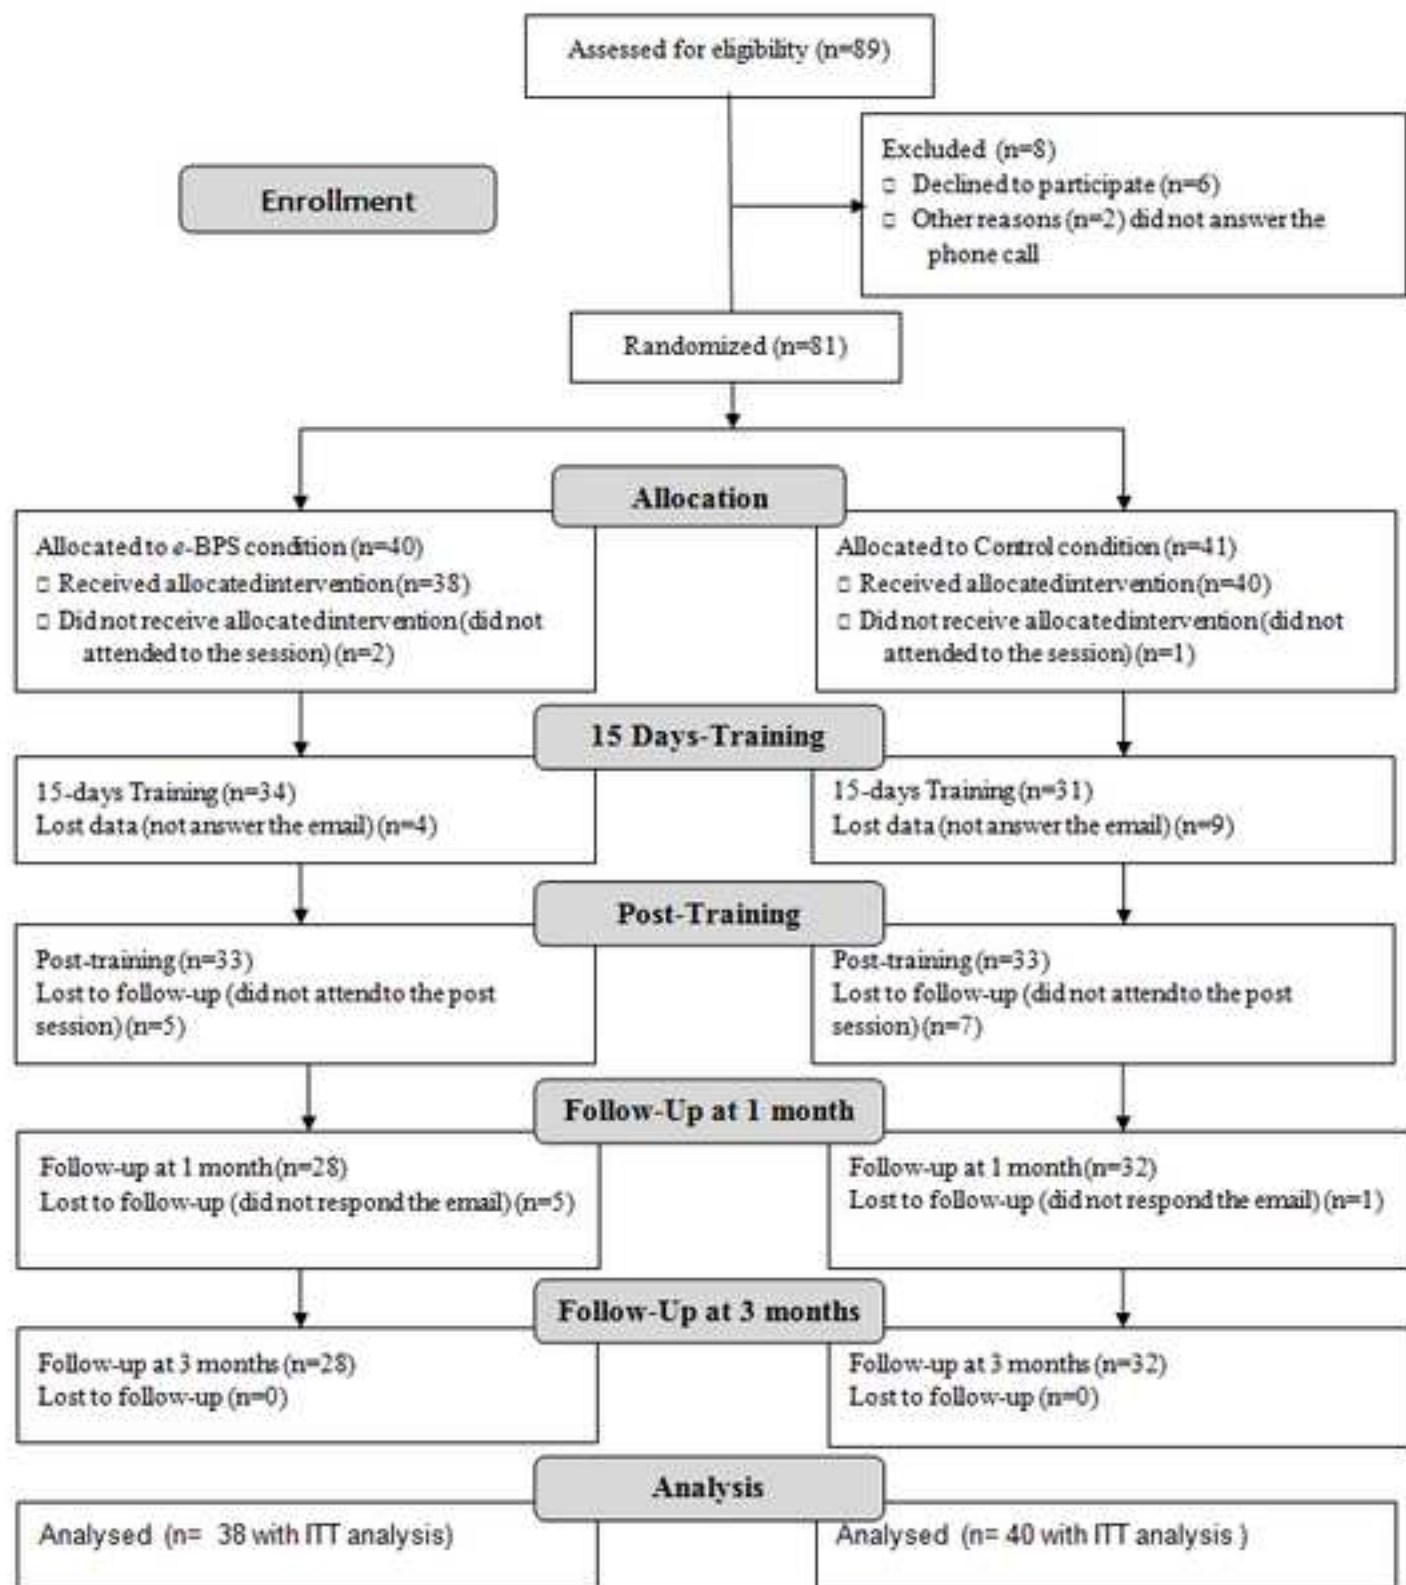 Assessed for eligibility (n=89)
Excluded (n=8)
□ Declined to participate (n=6)
□ Other reasons (n=2) did not answer the
phone call
Enrollment
Randomized (n=81)
Allocation
Allocated to e-BPS condition (n=40)
□ Received allocated intervention (n=38)
□ Did not receive allocated intervention (did not
attended to the session) (n=2)
Allocated to Control condition (n=41)
□ Received allocated intervention (n=40)
□ Did not receive allocated intervention (did not
attended to the session) (n=1)
15 Days-Training
15-days Training (n=34)
Lost data (not answer the email) (n=4)
15-days Training (n=31)
Lost data (not answer the email) (n=9)
Post-Training
Post-training (n=33)
Lost to follow-up (did not attend to the post
session) (n=5)
Post-training (n=33)
Lost to follow-up (did not attend to the post
session) (n=7)
Follow-Up at 1 month
Follow-up at 1 month (n=28)
Lost to follow-up (did not respond the email) (n=5)
Follow-up at 1 month (n=32)
Lost to follow-up (did not respond the email) (n=1)
Follow-Up at 3 months
Follow-up at 3 months (n=28)
Lost to follow-up (n=0)
Follow-up at 3 months (n=32)
Lost to follow-up (n=0)
Analysis
Analysed (n= 38 with ITT analysis)
Analysed (n= 40 with ITT analysis )